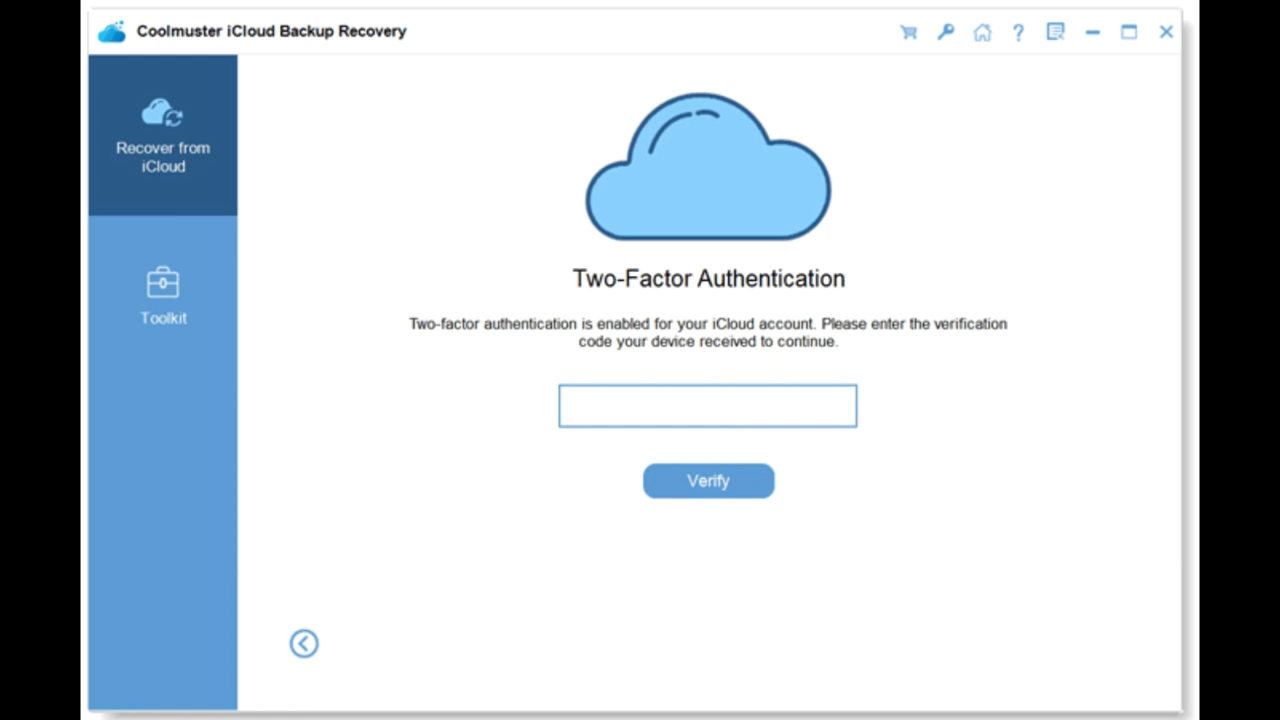 Coolmuster iCloud Backup Recovery
?
Recover from
iCloud
Toolkit
Two-Factor Authentication
Two-factor authentication is enabled for your iCloud account. Please enter the verification
code your device received to continue.
Verify